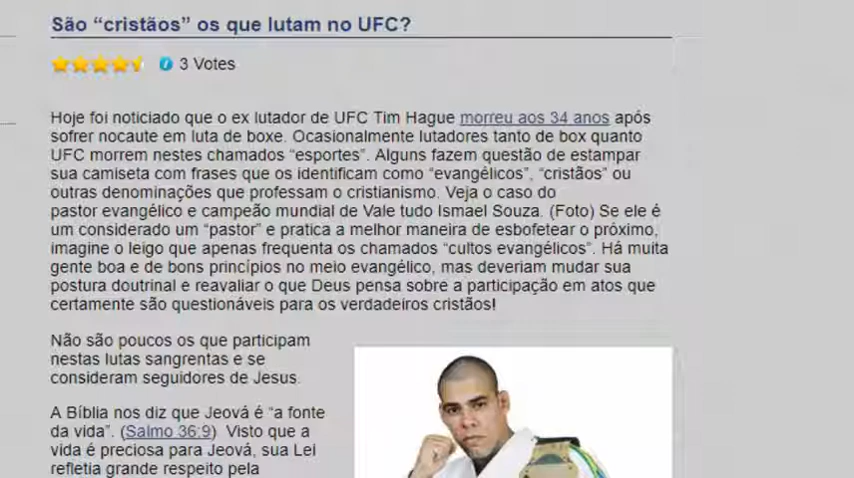 São “cristãos” os que lutam no UFC?
3 Votes
Hoje foi noticiado que o ex lutador de UFC Tim Hague morreu aos 34 anos após
sofrer nocaute em luta de boxe. Ocasionalmente lutadores tanto de box quanto
UFC morrem nestes chamados “esportes”. Alguns fazem questão de estampar
sua camiseta com frases que os identificam como “evangélicos”, “cristãos” ou
outras denominações que professam o cristianismo. Veja o caso do
pastor evangélico e campeão mundial de Vale tudo Ismael Souza. (Foto) Se ele é
um considerado um “pastor” e pratica a melhor maneira de esbofetear o próximo,
imagine o leigo que apenas frequenta os chamados “cultos evangélicos”. Há muita
gente boa e de bons princípios no meio evangélico, mas deveriam mudar sua
postura doutrinal e reavaliar o que Deus pensa sobre a participação em atos que
certamente são questionáveis para os verdadeiros cristãos!
Não são poucos os que participam
nestas lutas sangrentas e se
consideram seguidores de Jesus.
A Bíblia nos diz que Jeová é “a fonte
da vida”. (Salmo 36:9) Visto que a
vida é preciosa para Jeová, sua Lei
refletia grande respeito pela